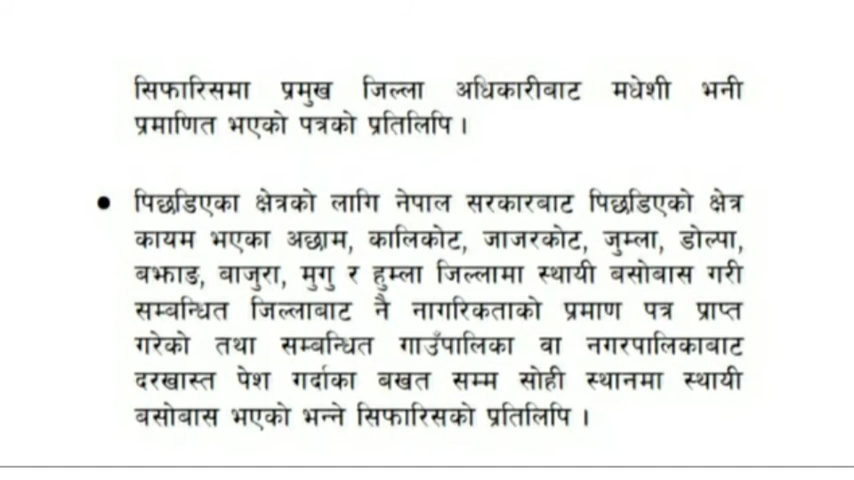 सिफारिसमा प्रमुख जिल्ला अधिकारीबाट मधेशी भनी
प्रमाणित भएको पत्रको प्रतिलिपि ।
● पिछडिएका क्षेत्रको लागि नेपाल सरकारबाट पिछडिएको क्षेत्र
कायम भएका अछाम, कालिकोट, जाजरकोट, जुम्ला, डोल्पा,
बझाङ, बाजुरा, मुगु र हुम्ला जिल्लामा स्थायी बसोबास गरी
सम्बन्धित जिल्लाबाट नै नागरिकताको प्रमाण पत्र प्राप्त
गरेको तथा सम्बन्धित गाउँपालिका वा नगरपालिकाबाट
दरखास्त पेश गर्दाका बखत सम्म सोही स्थानमा स्थायी
बसोबास भएको भन्ने सिफारिसको प्रतिलिपि ।